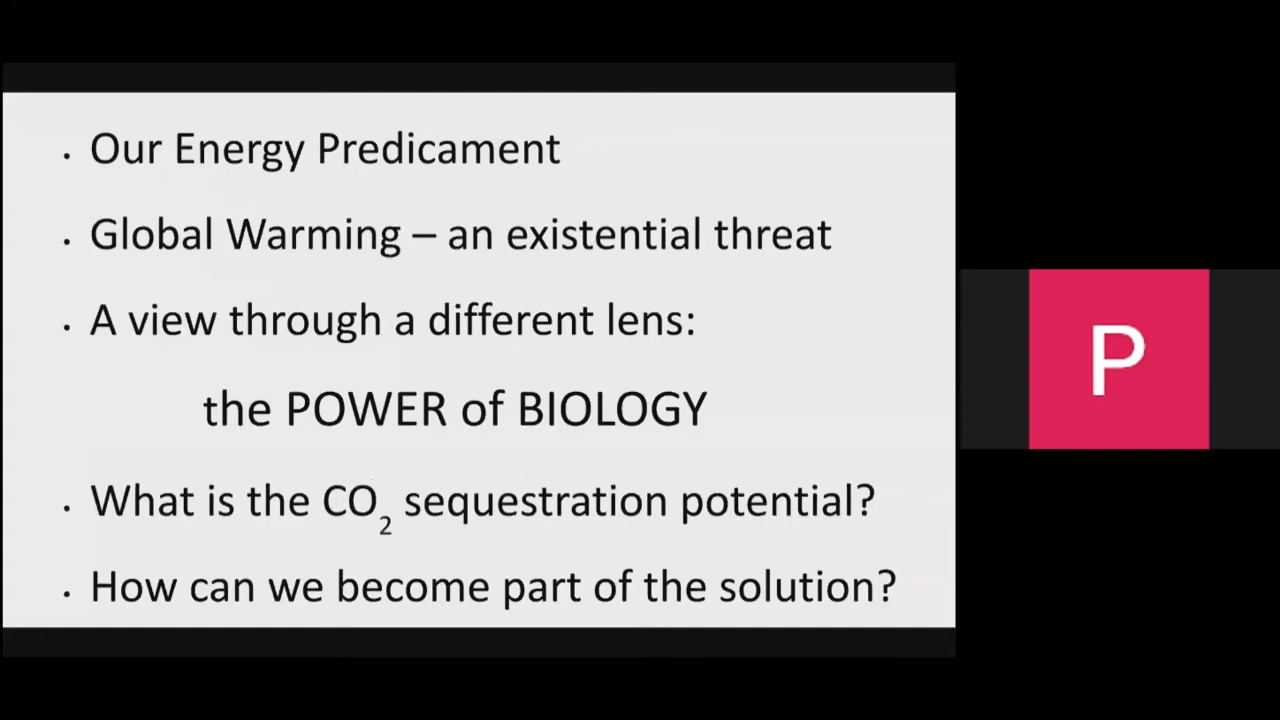 • Our Energy Predicament
• Global Warming – an existential threat
• A view through a different lens:
the POWER of BIOLOGY
• What is the CO₂ sequestration potential?
• How can we become part of the solution?
P